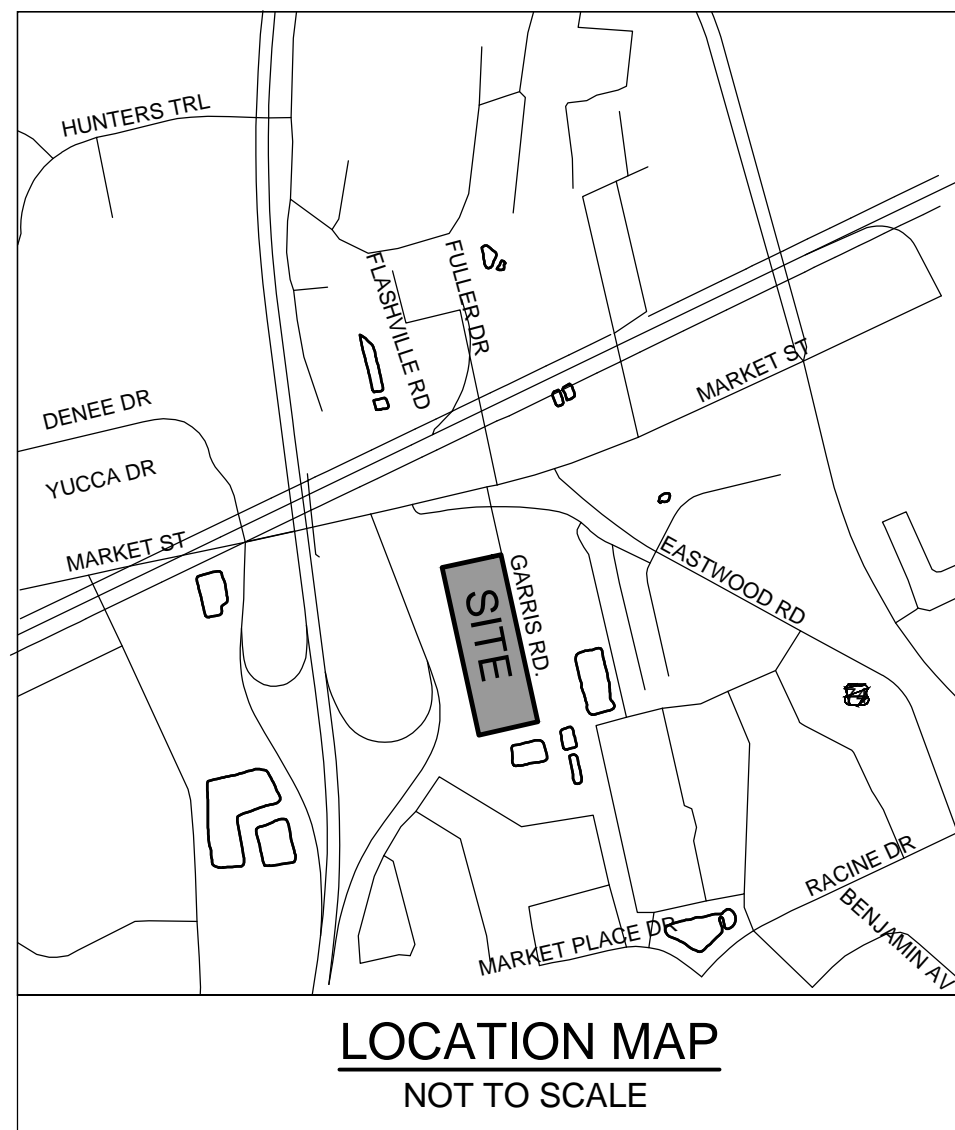 HUNTERS TRL
FLASHVILLE RD
FULLER DR
MARKET ST
DENEE DR
YUCCA DR
MARKET ST
SITE
GARRIS RD.
EASTWOOD RD
RACINE DR
BENJAMIN AV
MARKET PLACE DR
LOCATION MAP
NOT TO SCALE